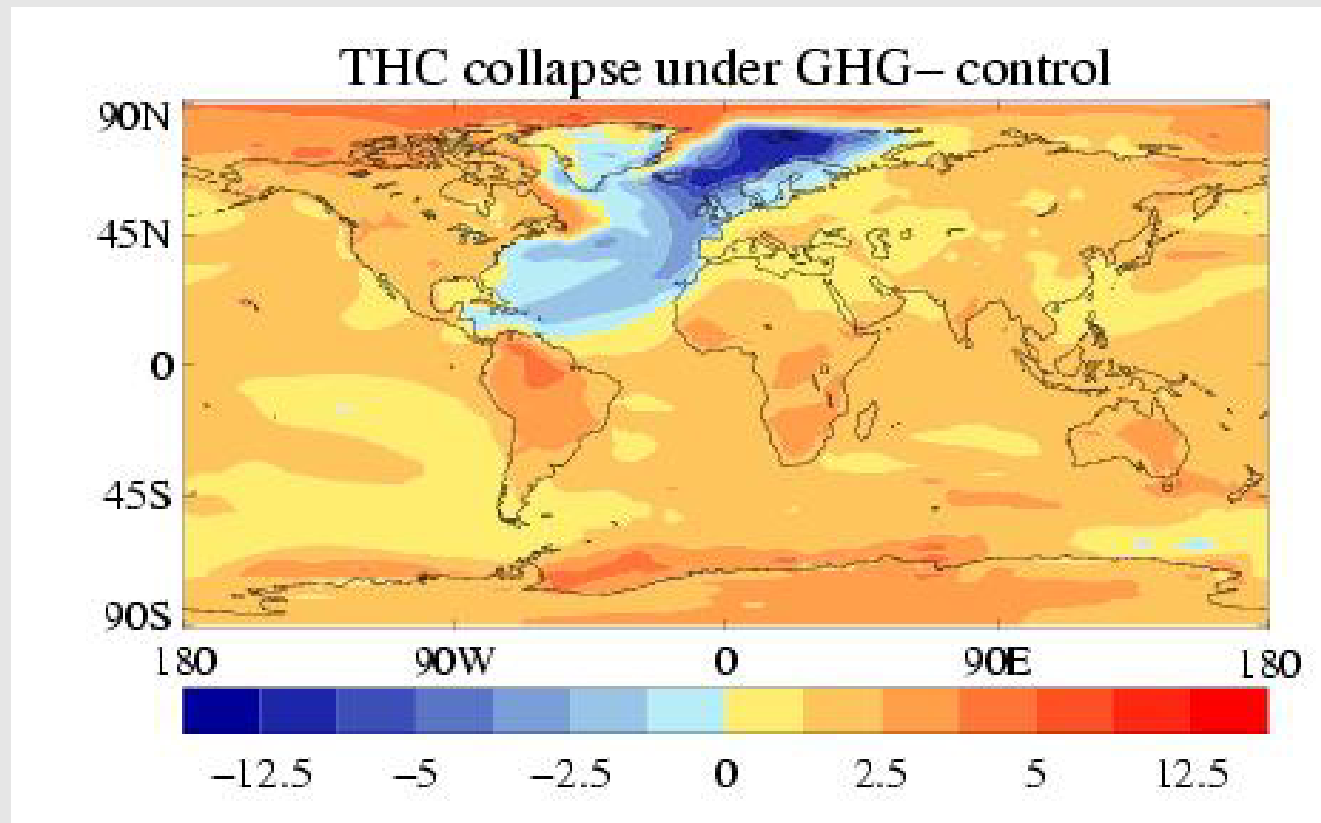 THC collapse under GHG– control
90N
45N
0
45S
90S
180 90W 0 90E 180
–12.5 –5 –2.5 0 2.5 5 12.5